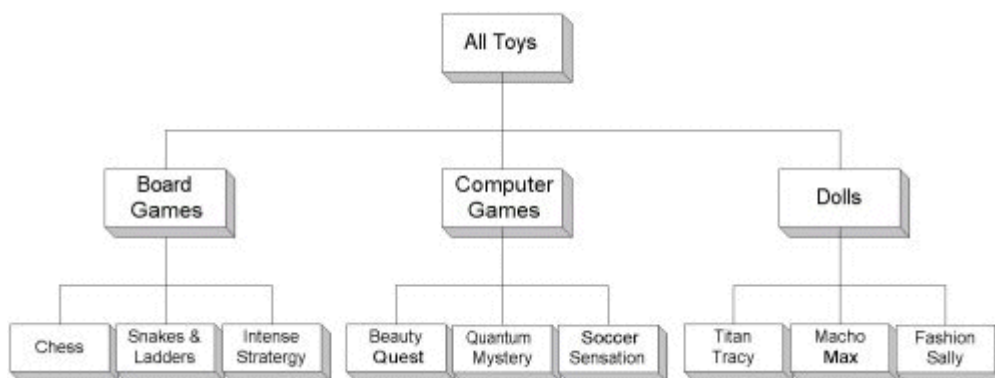 All Toys
Board
Games
Computer
Games
Dolls
Chess
Snakes &
Ladders
Intense
Stratergy
Beauty
Quest
Quantum
Mystery
Soccer
Sensation
Titan
Tracy
Macho
Max
Fashion
Sally